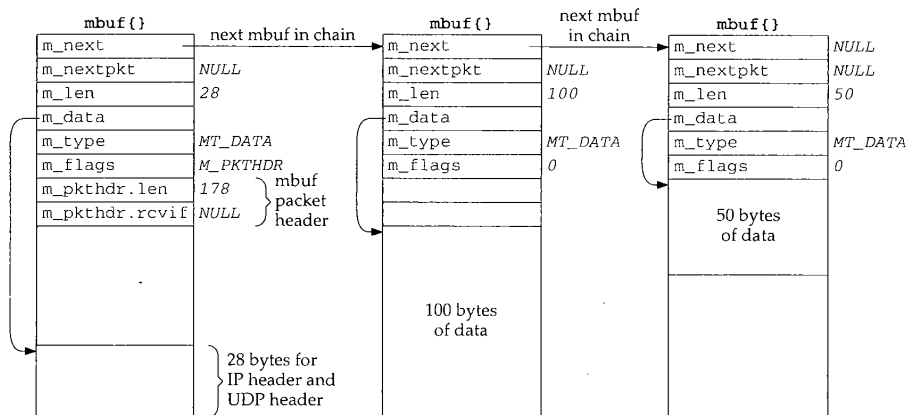 mbuf{}
m_next
m_nextpkt NULL
m_len 28
m_data
m_type MT_DATA
m_flags M_PKTHDR
m_pkthdr.len 178
m_pkthdr.rcvif NULL
mbuf
packet
header
28 bytes for
IP header and
UDP header
next mbuf in chain
mbuf{}
m_next
m_nextpkt NULL
m_len 100
m_data
m_type MT_DATA
m_flags 0
100 bytes
of data
next mbuf
in chain
mbuf{}
m_next NULL
m_nextpkt NULL
m_len 50
m_data
m_type MT_DATA
m_flags 0
50 bytes
of data